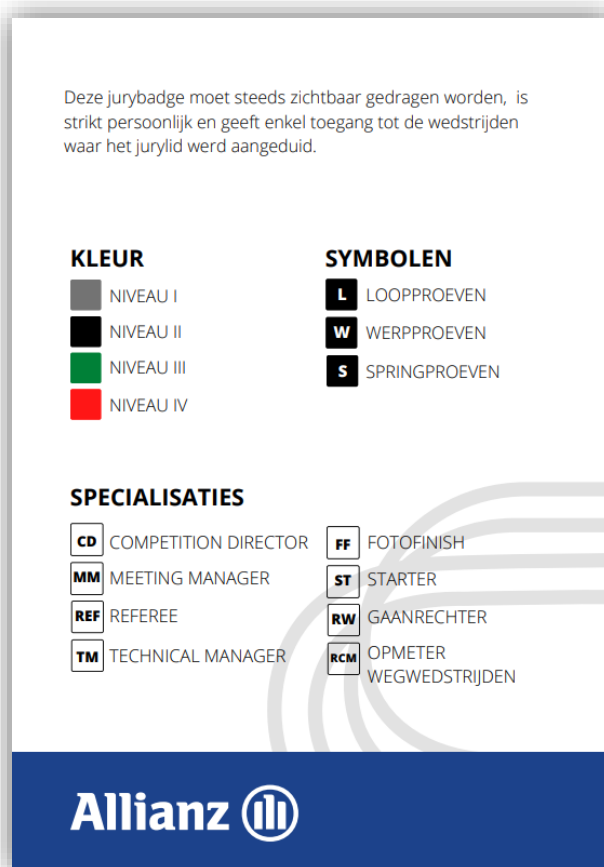 Deze jurybadge moet steeds zichtbaar gedragen worden, is
strikt persoonlijk en geeft enkel toegang tot de wedstrijden
waar het jurylid werd aangeduid.
KLEUR
NIVEAU I
NIVEAU II
NIVEAU III
NIVEAU IV
SYMBOLEN
L LOOPPROEVEN
W WERPPROEVEN
S SPRINGPROEVEN
SPECIALISATIES
CD COMPETITION DIRECTOR
MM MEETING MANAGER
REF REFEREE
TM TECHNICAL MANAGER
FF FOTOFINISH
ST STARTER
RW GAANRECHTER
RCM OPMETER
WEGWEDSTRIJDEN
Allianz